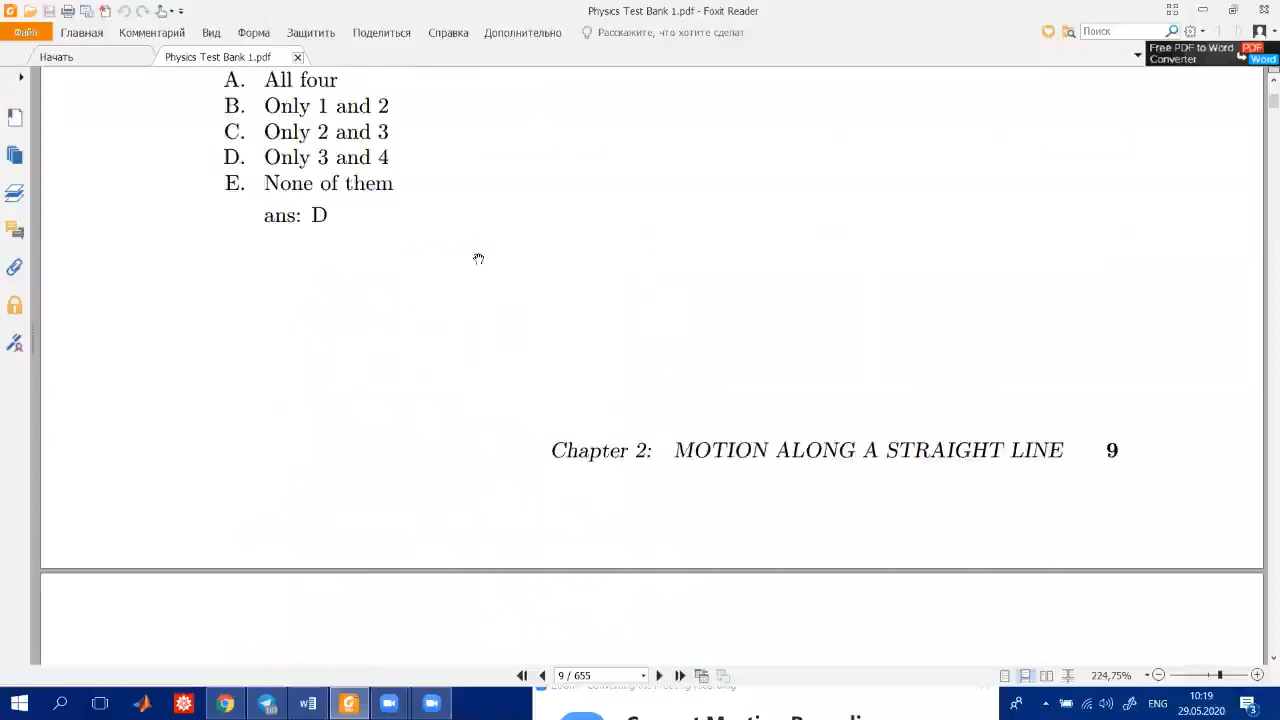 Physics Test Bank 1.pdf - Foxit Reader
Файл Главная Комментарий Вид Форма Защитить Поделиться Справка Дополнительно Расскажите, что хотите сделат Поиск
Начать Physics Test Bank 1.pdf
Free PDF to Word Converter PDF Word
A. All four
B. Only 1 and 2
C. Only 2 and 3
D. Only 3 and 4
E. None of them
ans: D
Chapter 2: MOTION ALONG A STRAIGHT LINE 9
9 / 655 224,75%
ENG 10:19
29.05.2020 3